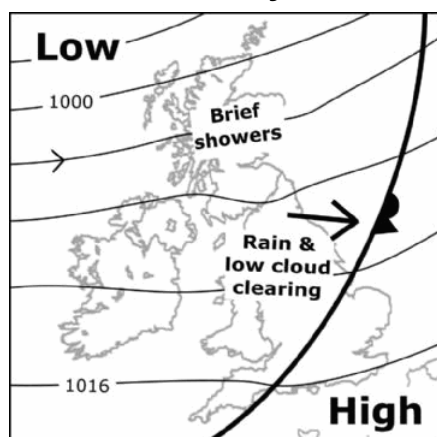 Low
1000
Brief
showers
Rain &
low cloud
clearing
1016
High